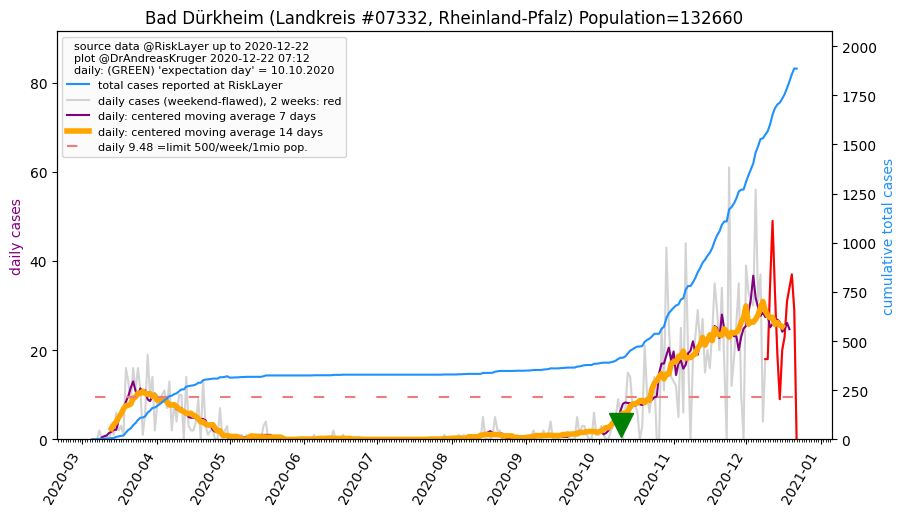 Bad Dürkheim (Landkreis #07332, Rheinland-Pfalz) Population=132660
source data @RiskLayer up to 2020-12-22
plot @DrAndreasKruger 2020-12-22 07:12
daily: (GREEN) 'expectation day' = 10.10.2020
total cases reported at RiskLayer
daily cases (weekend-flawed), 2 weeks: red
daily: centered moving average 7 days
daily: centered moving average 14 days
daily 9.48 =limit 500/week/1mio pop.
daily cases
80
60
40
20
0
cumulative total cases
2000
1750
1500
1250
1000
750
500
250
0
2020-03
2020-04
2020-05
2020-06
2020-07
2020-08
2020-09
2020-10
2020-11
2020-12
2021-01